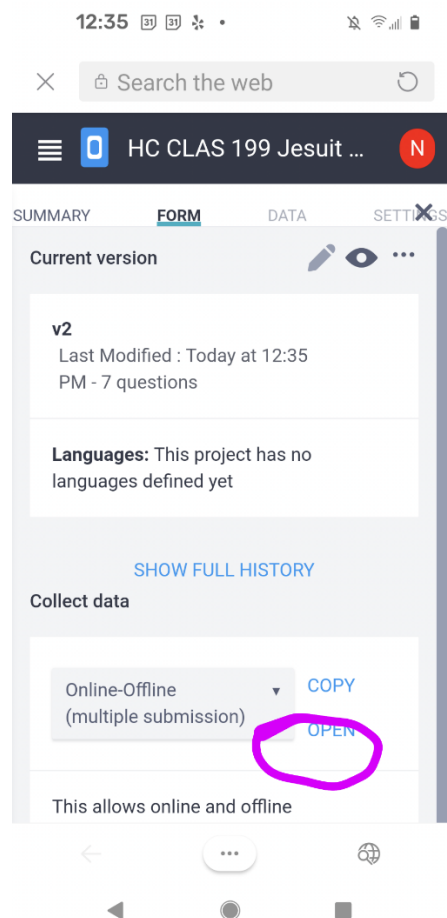 12:35 31 31
Search the web
HC CLAS 199 Jesuit ... N
SUMMARY FORM DATA SETTINGS
Current version
v2
Last Modified : Today at 12:35
PM - 7 questions
Languages: This project has no
languages defined yet
SHOW FULL HISTORY
Collect data
Online-Offline
(multiple submission)
COPY
OPEN
This allows online and offline